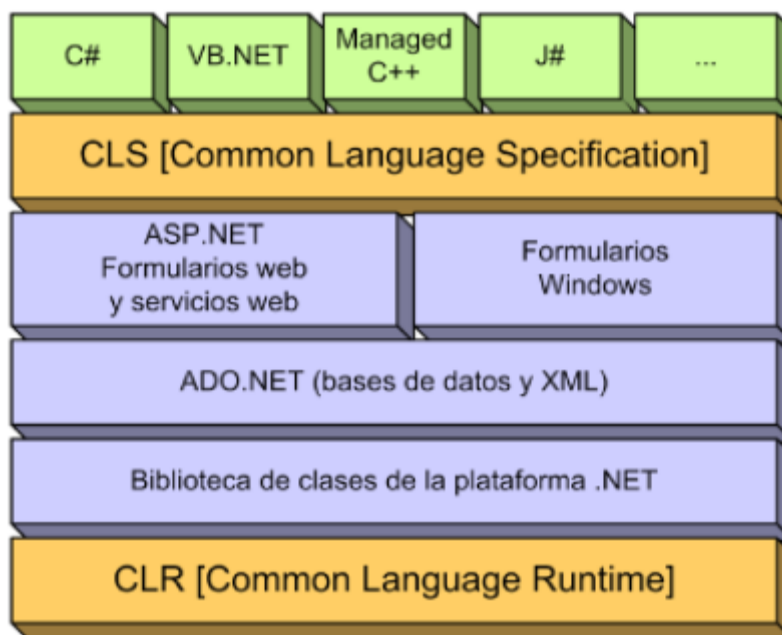 C#
VB.NET
Managed
C++
J#
...
CLS [Common Language Specification]
ASP.NET
Formularios web
y servicios web
Formularios
Windows
ADO.NET (bases de datos y XML)
Biblioteca de clases de la plataforma .NET
CLR [Common Language Runtime]